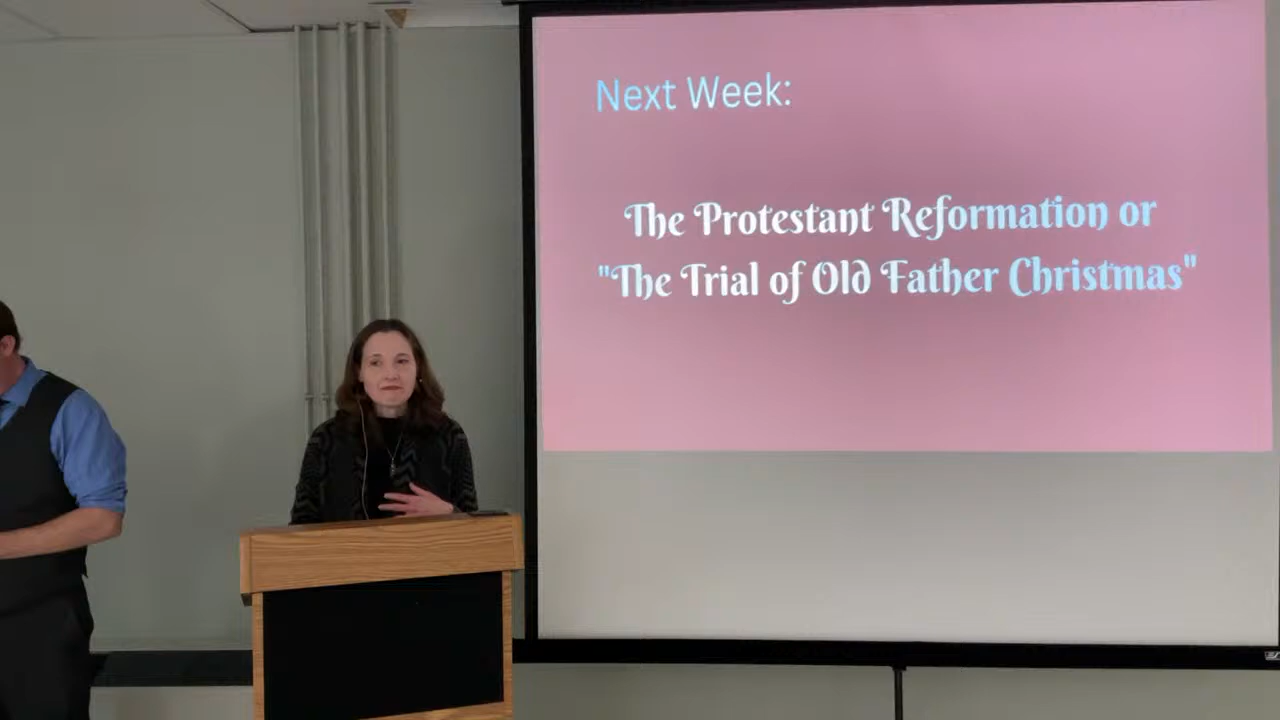 Next Week:
The Protestant Reformation or
"The Trial of Old Father Christmas"